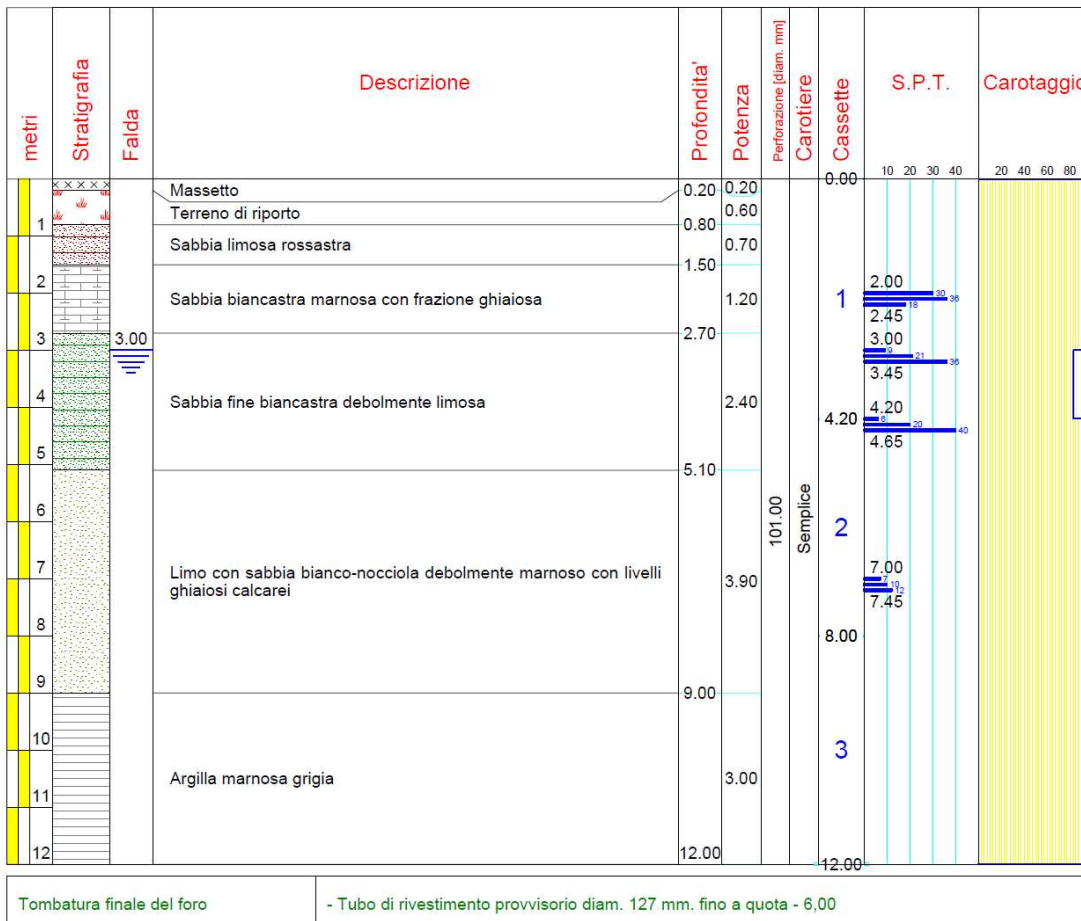 metri
Stratigrafia
Falda
Descrizione
Profondita'
Potenza
Perforazione [diam. mm]
Carotiere
Cassette
S.P.T.
Carotaggio
10 20 30 40
20 40 60 80
0.00
Massetto
0.20 0.20
Terreno di riporto
0.60
1
0.80
Sabbia limosa rossastra
0.70
1.50
2
2.00
30
36
18
2.45
Sabbia biancastra marnosa con frazione ghiaiosa
1.20
1
2.70
3
3.00
3.00
9
21
36
3.45
4
Sabbia fine biancastra debolmente limosa
2.40
4.20
4.20
6
20
40
4.65
5
5.10
6
101.00
Semplice
2
7
Limo con sabbia bianco-nocciola debolmente marnoso con livelli
ghiaiosi calcarei
3.90
7.00
7
10
12
7.45
8
8.00
9
9.00
10
3
Argilla marnosa grigia
3.00
11
12
12.00
12.00
Tombatura finale del foro
- Tubo di rivestimento provvisorio diam. 127 mm. fino a quota - 6,00